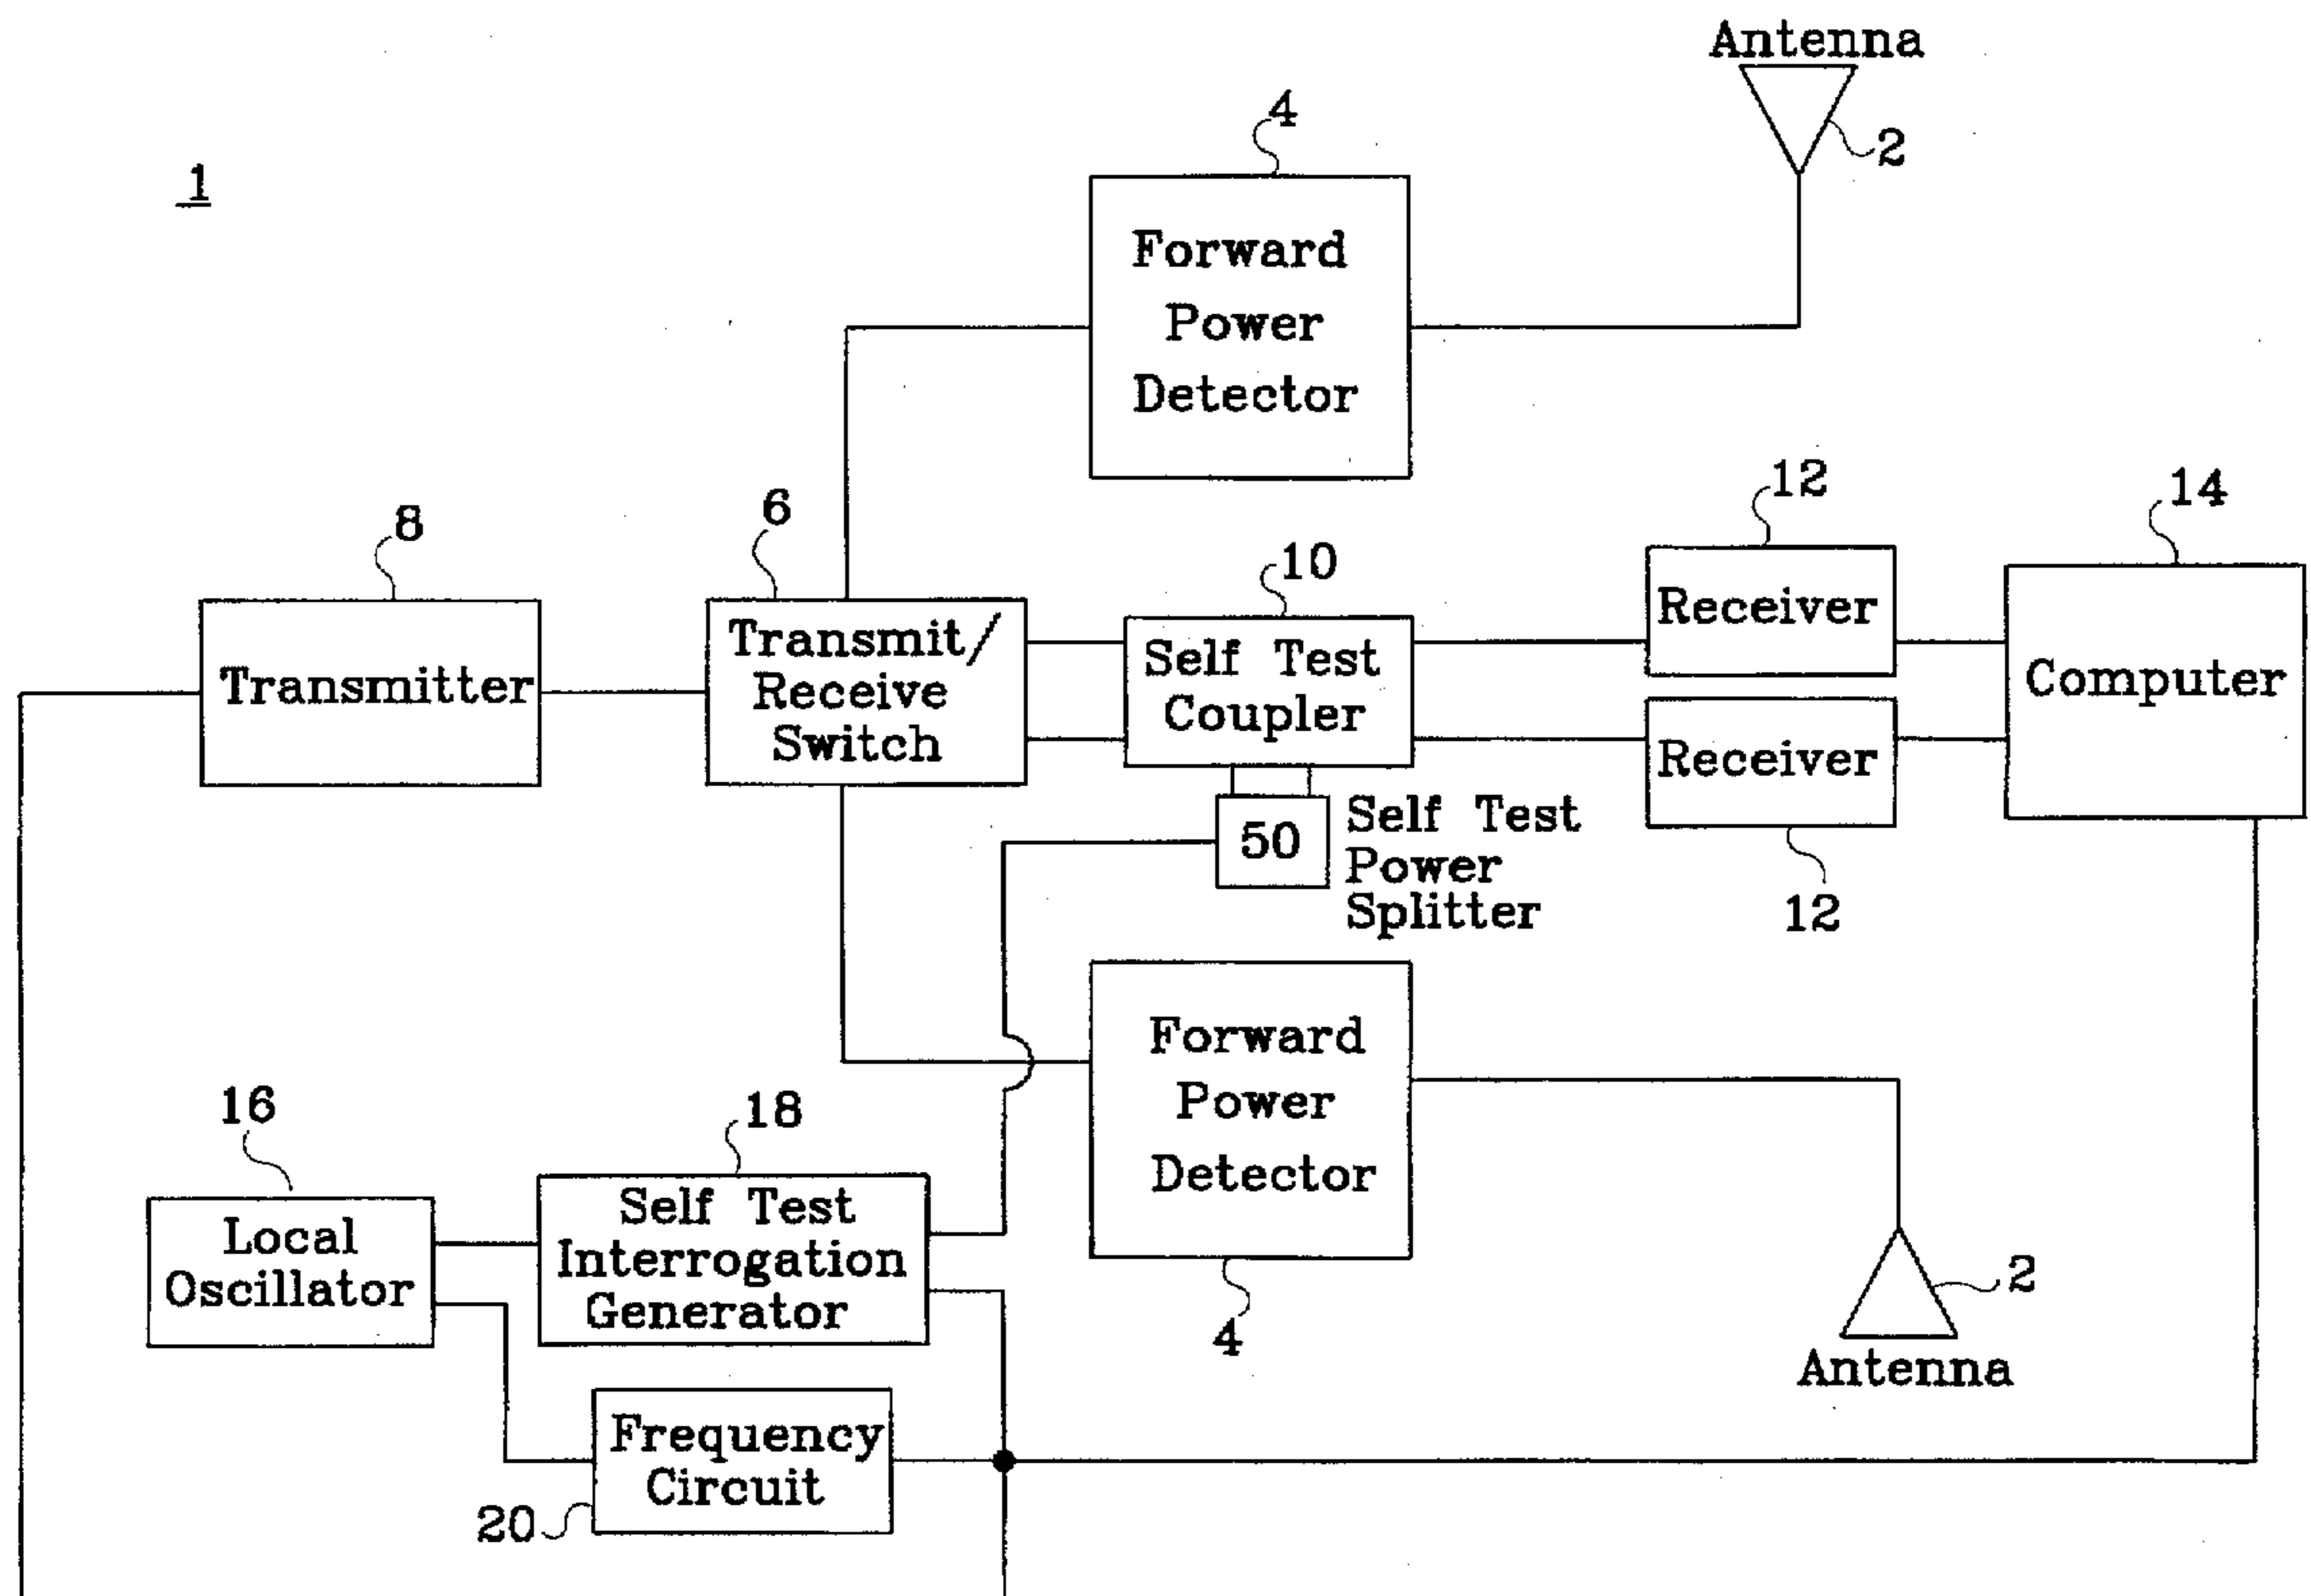 Antenna
2
1
4
Forward
Power
Detector
8
6
10
12
14
Transmitter
Transmit/
Receive
Switch
Self Test
Coupler
Receiver
Computer
Receiver
50
Self Test
Power
Splitter
12
Forward
Power
Detector
4
16
18
Local
Oscillator
Self Test
Interrogation
Generator
2
Antenna
Frequency
Circuit
20